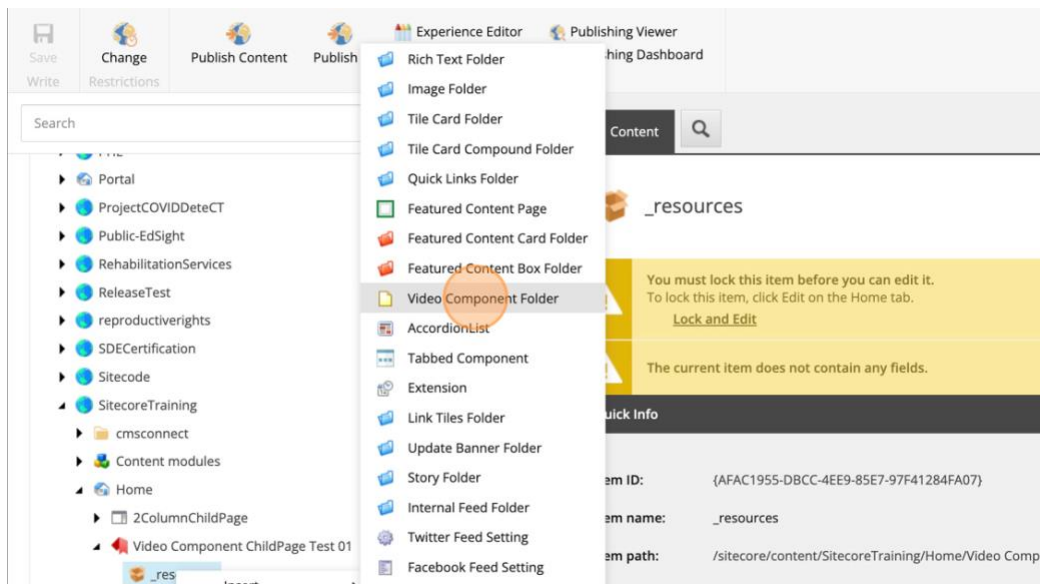 Save
Write
Change
Restrictions
Publish Content
Publish
Experience Editor
Publishing Viewer
hing Dashboard
Search
Portal
ProjectCOVIDDeteCT
Public-EdSight
RehabilitationServices
ReleaseTest
reproductiverights
SDECertification
Sitecode
SitecoreTraining
cmsconnect
Content modules
Home
2ColumnChildPage
Video Component ChildPage Test 01
_res
Insert
Rich Text Folder
Image Folder
Tile Card Folder
Tile Card Compound Folder
Quick Links Folder
Featured Content Page
Featured Content Card Folder
Featured Content Box Folder
Video Component Folder
AccordionList
Tabbed Component
Extension
Link Tiles Folder
Update Banner Folder
Story Folder
Internal Feed Folder
Twitter Feed Setting
Facebook Feed Setting
Content
_resources
You must lock this item before you can edit it.
To lock this item, click Edit on the Home tab.
Lock and Edit
The current item does not contain any fields.
uick Info
em ID: {AFAC1955-DBCC-4EE9-85E7-97F41284FA07}
em name: _resources
em path: /sitecore/content/SitecoreTraining/Home/Video Comp